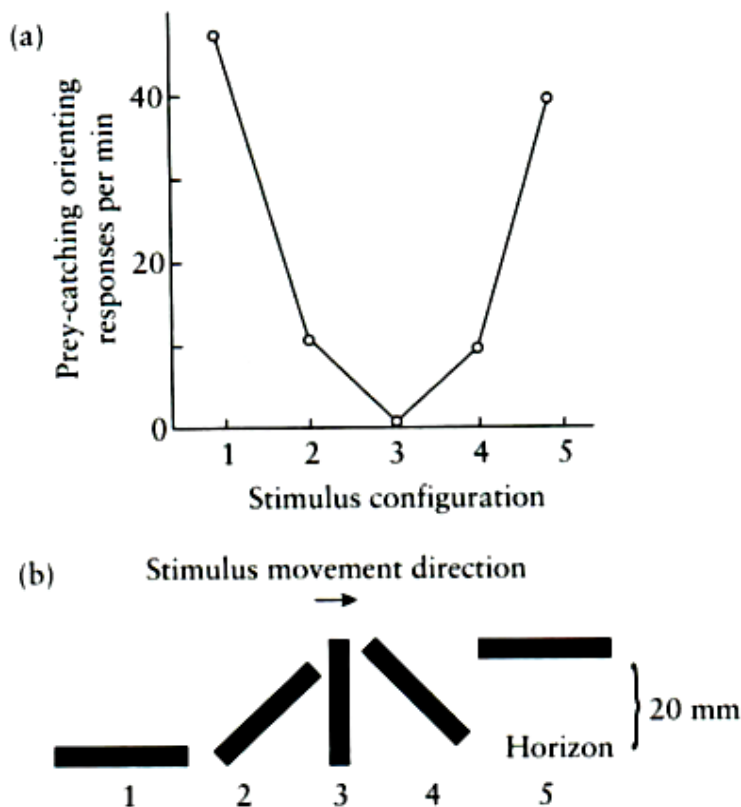 (a)
Prey-catching orienting
responses per min
40
20
0
1 2 3 4 5
Stimulus configuration
(b)
Stimulus movement direction
20 mm
Horizon
1 2 3 4 5